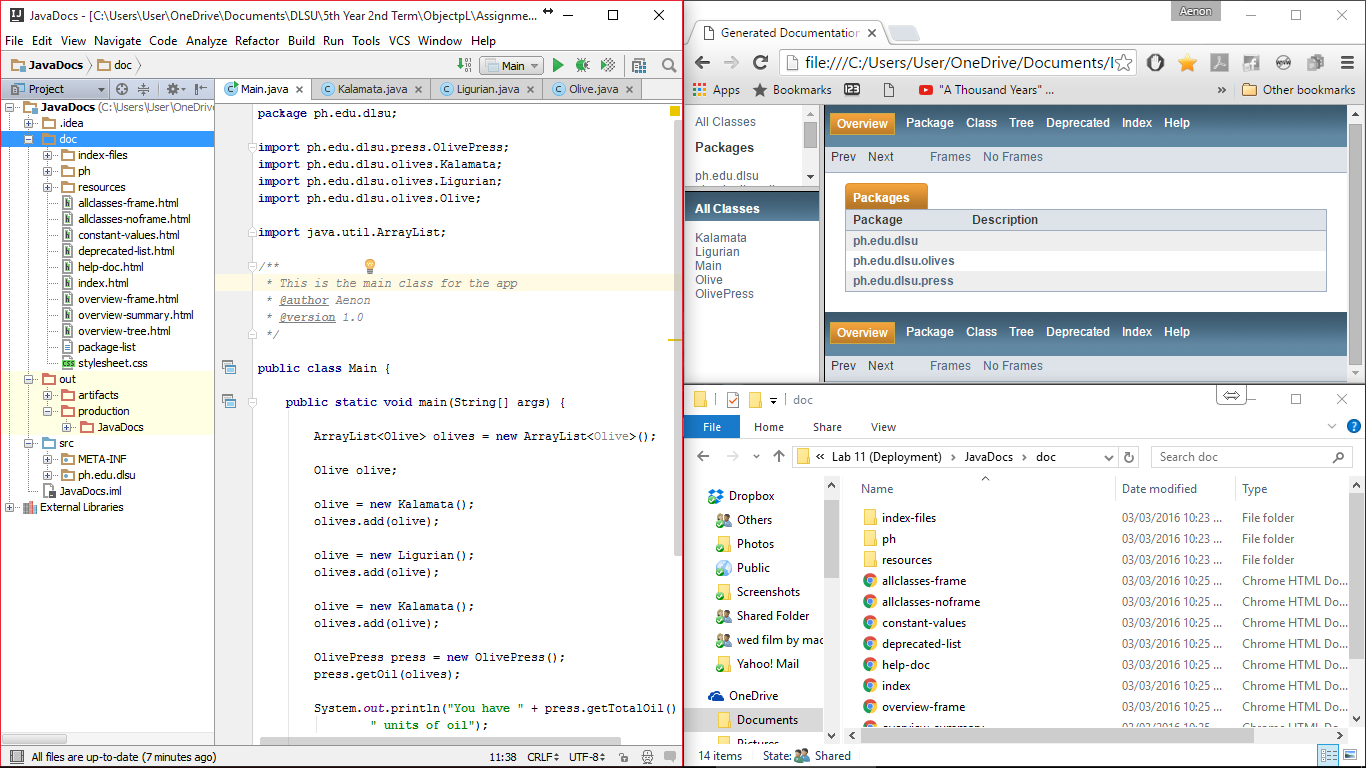 JavaDocs - [C:\Users\User\OneDrive\Documents\DLSU\5th Year 2nd Term\ObjectpL\Assignme...
File Edit View Navigate Code Analyze Refactor Build Run Tools VCS Window Help
JavaDocs doc Main
Project
JavaDocs (C:\Users\User\OneDrive
.idea
doc
index-files
ph
resources
allclasses-frame.html
allclasses-noframe.html
constant-values.html
deprecated-list.html
help-doc.html
index.html
overview-frame.html
overview-summary.html
overview-tree.html
package-list
stylesheet.css
out
artifacts
production
JavaDocs
src
META-INF
ph.edu.dlsu
JavaDocs.iml
External Libraries
Main.java Kalamata.java Ligurian.java Olive.java
package ph.edu.dlsu;
import ph.edu.dlsu.press.OlivePress;
import ph.edu.dlsu.olives.Kalamata;
import ph.edu.dlsu.olives.Ligurian;
import ph.edu.dlsu.olives.Olive;
import java.util.ArrayList;
/**
* This is the main class for the app
* @author Aenon
* @version 1.0
*/
public class Main {
public static void main(String[] args) {
ArrayList<Olive> olives = new ArrayList<Olive>();
Olive olive;
olive = new Kalamata();
olives.add(olive);
olive = new Ligurian();
olives.add(olive);
olive = new Kalamata();
olives.add(olive);
OlivePress press = new OlivePress();
press.getOil(olives);
System.out.println("You have " + press.getTotalOil()
" units of oil");
All files are up-to-date (7 minutes ago) 11:38 CRLF UTF-8
Aenon
Generated Documentation
file:///C:/Users/User/OneDrive/Documents/
Apps Bookmarks "A Thousand Years" ... » Other bookmarks
All Classes
Packages
ph.edu.dlsu
All Classes
Kalamata
Ligurian
Main
Olive
OlivePress
Overview Package Class Tree Deprecated Index Help
Prev Next Frames No Frames
Packages
Package Description
ph.edu.dlsu
ph.edu.dlsu.olives
ph.edu.dlsu.press
Overview Package Class Tree Deprecated Index Help
Prev Next Frames No Frames
doc
File Home Share View
« Lab 11 (Deployment) JavaDocs doc Search doc
Dropbox
Others
Photos
Public
Screenshots
Shared Folder
wed film by mac
Yahoo! Mail
OneDrive
Documents
Pictures
Name Date modified Type
index-files 03/03/2016 10:23 ... File folder
ph 03/03/2016 10:23 ... File folder
resources 03/03/2016 10:23 ... File folder
allclasses-frame 03/03/2016 10:25 ... Chrome HTML Do...
allclasses-noframe 03/03/2016 10:25 ... Chrome HTML Do...
constant-values 03/03/2016 10:25 ... Chrome HTML Do...
deprecated-list 03/03/2016 10:25 ... Chrome HTML Do...
help-doc 03/03/2016 10:25 ... Chrome HTML Do...
index 03/03/2016 10:25 ... Chrome HTML Do...
overview-frame 03/03/2016 10:25 ... Chrome HTML Do...
overview-summary 03/03/2016 10:25 ... Chrome HTML Do...
14 items State: Shared